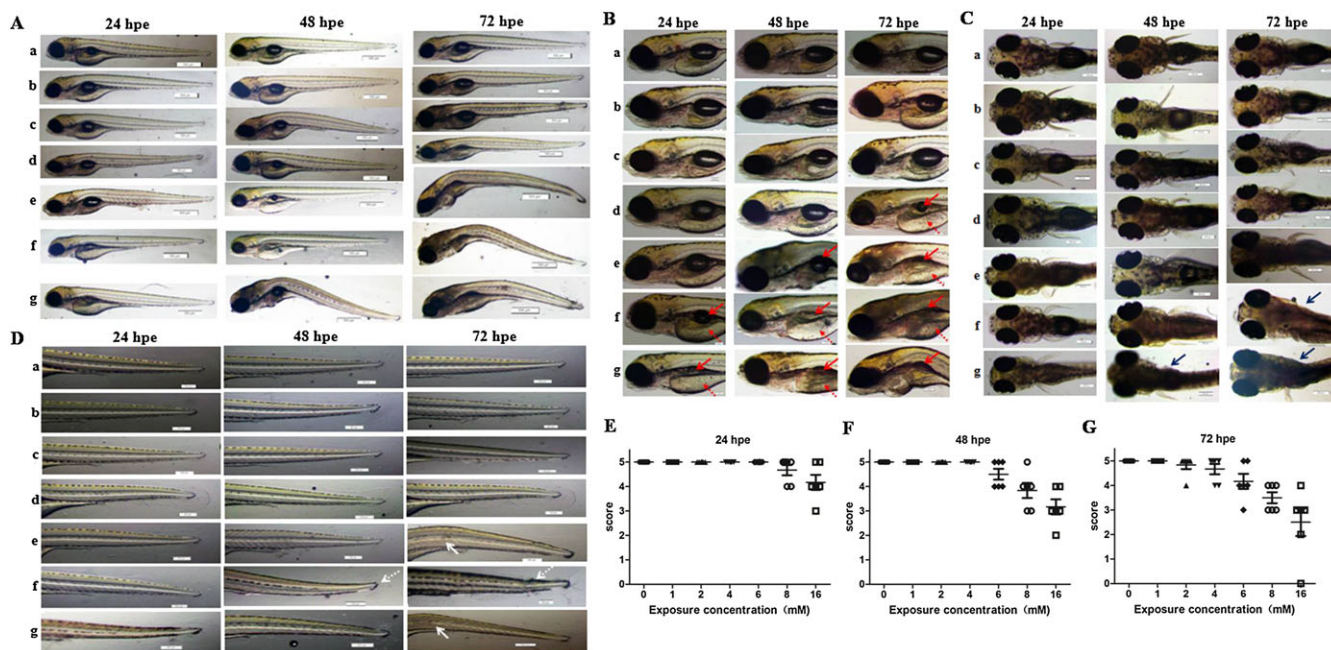 A
24 hpe 48 hpe 72 hpe
a
b
c
d
e
f
g
B
24 hpe 48 hpe 72 hpe
a
b
c
d
e
f
g
C
24 hpe 48 hpe 72 hpe
a
b
c
d
e
f
g
D
24 hpe 48 hpe 72 hpe
a
b
c
d
e
f
g
E
24 hpe
score
5
4
3
2
1
0
0 1 2 4 6 8 16
Exposure concentration (mM)
F
48 hpe
score
5
4
3
2
1
0
0 1 2 4 6 8 16
Exposure concentration (mM)
G
72 hpe
score
5
4
3
2
1
0
0 1 2 4 6 8 16
Exposure concentration (mM)